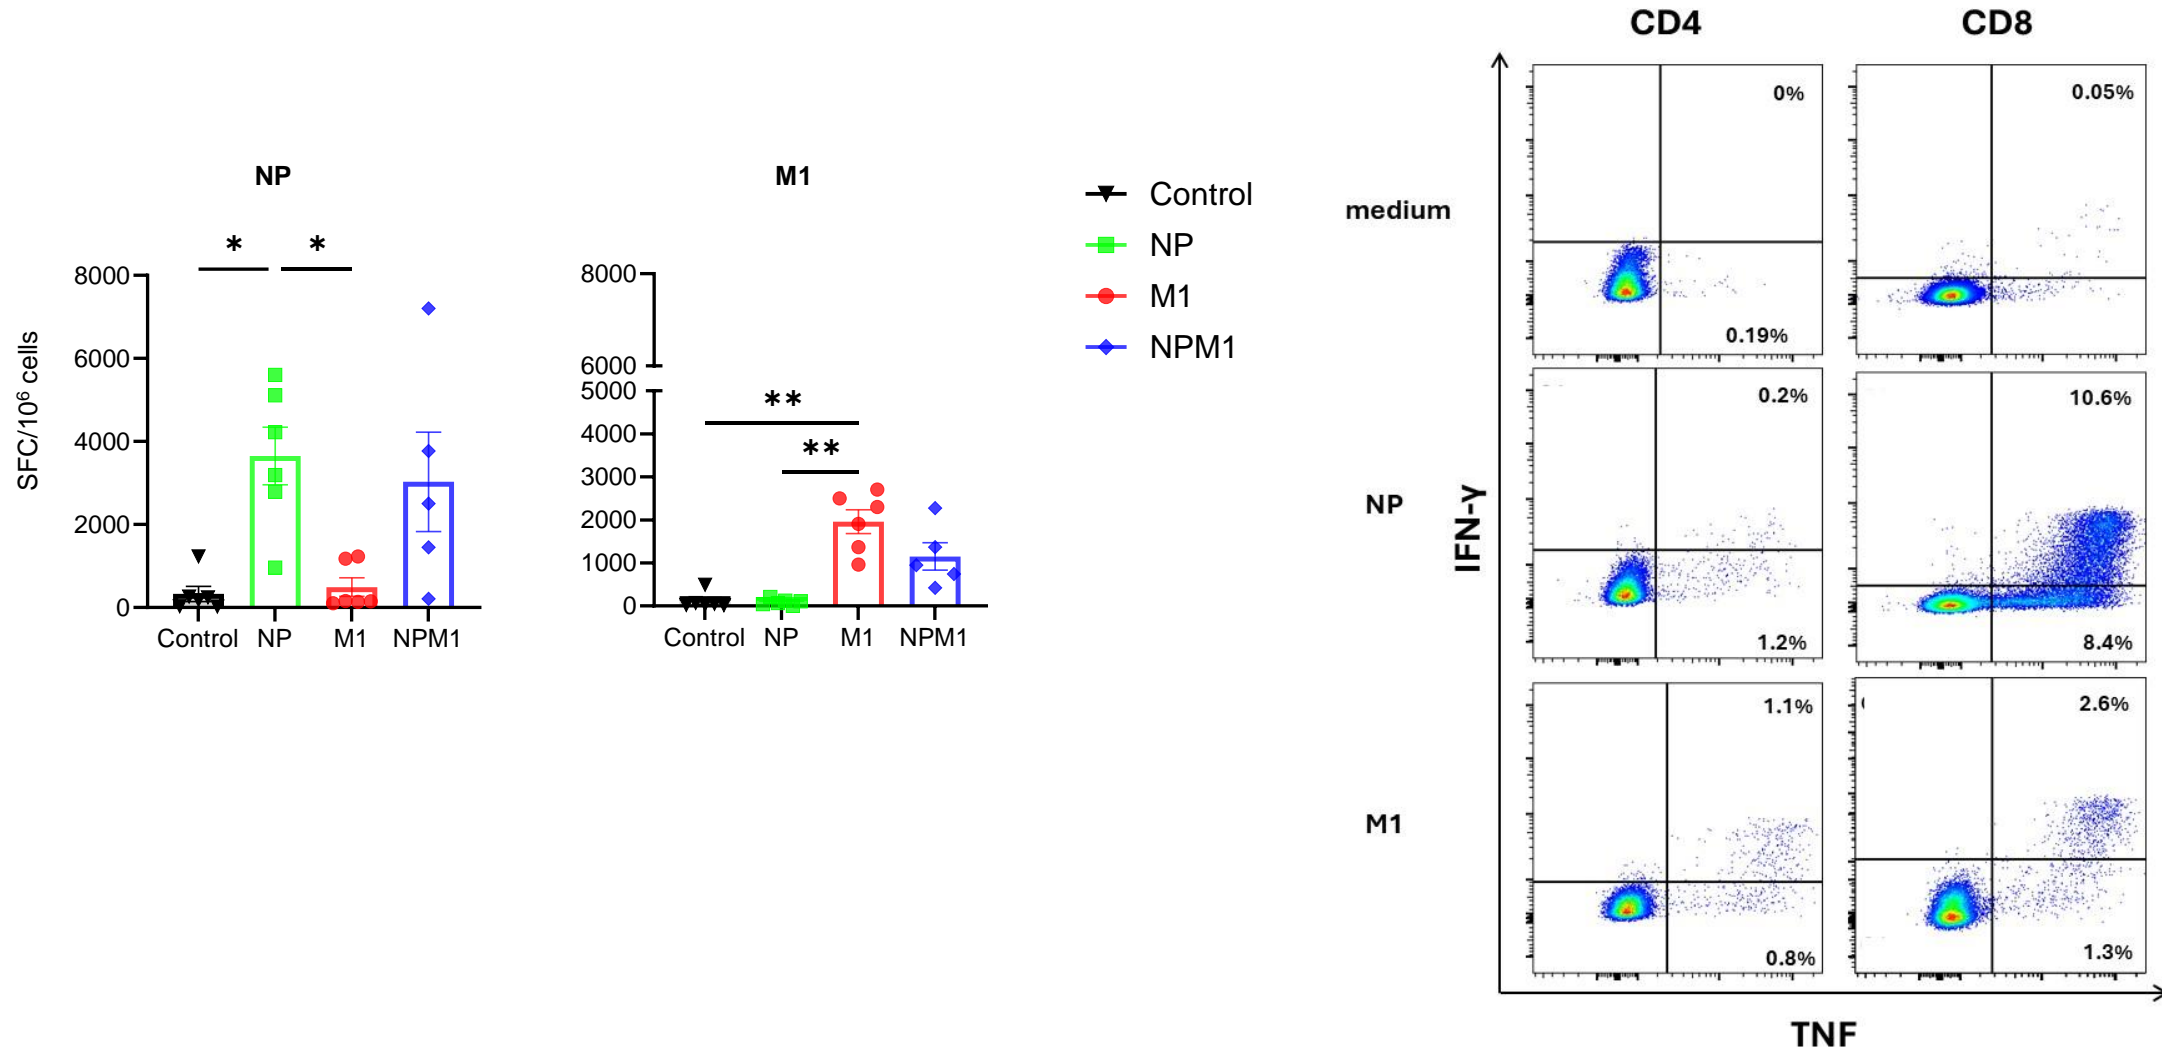 NP
* *
8000
6000
4000
2000
0
SFC/10⁶ cells
Control NP M1 NPM1
M1
8000
6000
5000
4000
3000
2000
1000
0
**
**
Control NP M1 NPM1
Control
NP
M1
NPM1
CD4 CD8
medium
0% 0.05%
0.19%
NP
0.2% 10.6%
1.2% 8.4%
M1
1.1% 2.6%
0.8% 1.3%
IFN-γ
TNF